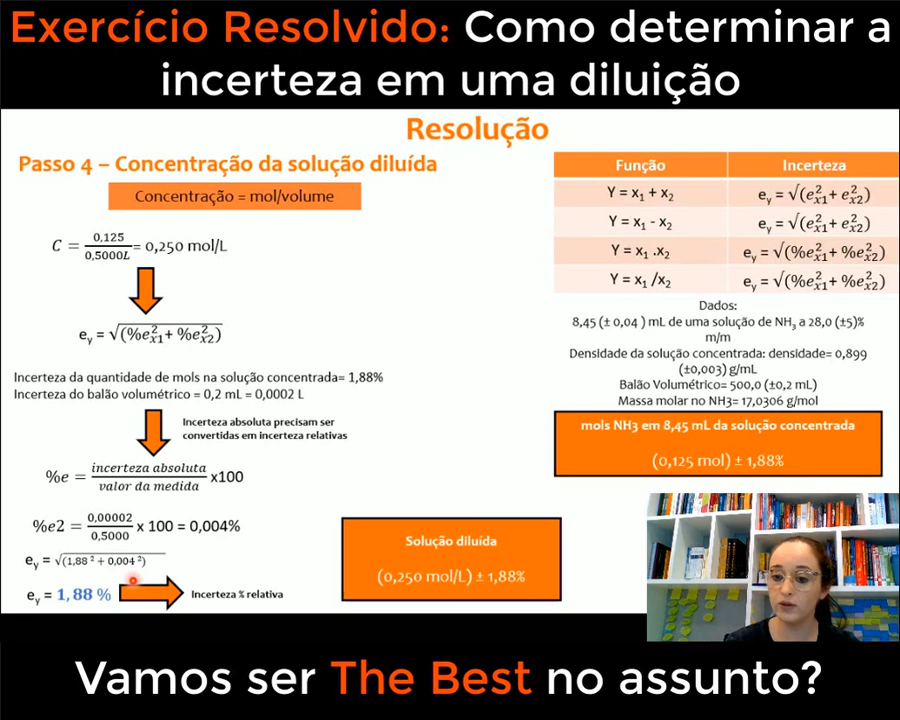 Exercício Resolvido: Como determinar a
incerteza em uma diluição
Resolução
Passo 4 – Concentração da solução diluída
Concentração = mol/volume
C = 0,125/0,5000L = 0,250 mol/L
e_y = √(%e²_x1 + %e²_x2)
Incerteza da quantidade de mols na solução concentrada= 1,88%
Incerteza do balão volumétrico = 0,2 mL = 0,0002 L
Incerteza absoluta precisam ser
convertidas em incerteza relativas
%e = incerteza absoluta/valor da medida x100
%e2 = 0,00002/0,5000 x 100 = 0,004%
e_y = √(1,88 ² + 0,004 ²)
e_y = 1,88 %
Incerteza % relativa
Solução diluída
(0,250 mol/L) ± 1,88%
Função Incerteza
Y = x₁ + x₂ e_y = √(e²_x1 + e²_x2)
Y = x₁ - x₂ e_y = √(e²_x1 + e²_x2)
Y = x₁ .x₂ e_y = √(%e²_x1 + %e²_x2)
Y = x₁ /x₂ e_y = √(%e²_x1 + %e²_x2)
Dados:
8,45 (± 0,04 ) mL de uma solução de NH₃ a 28,0 (±5)%
m/m
Densidade da solução concentrada: densidade= 0,899
(±0,003) g/mL
Balão Volumétrico= 500,0 (±0,2 mL)
Massa molar no NH3= 17,0306 g/mol
mols NH3 em 8,45 mL da solução concentrada
(0,125 mol) ± 1,88%
Vamos ser The Best no assunto?